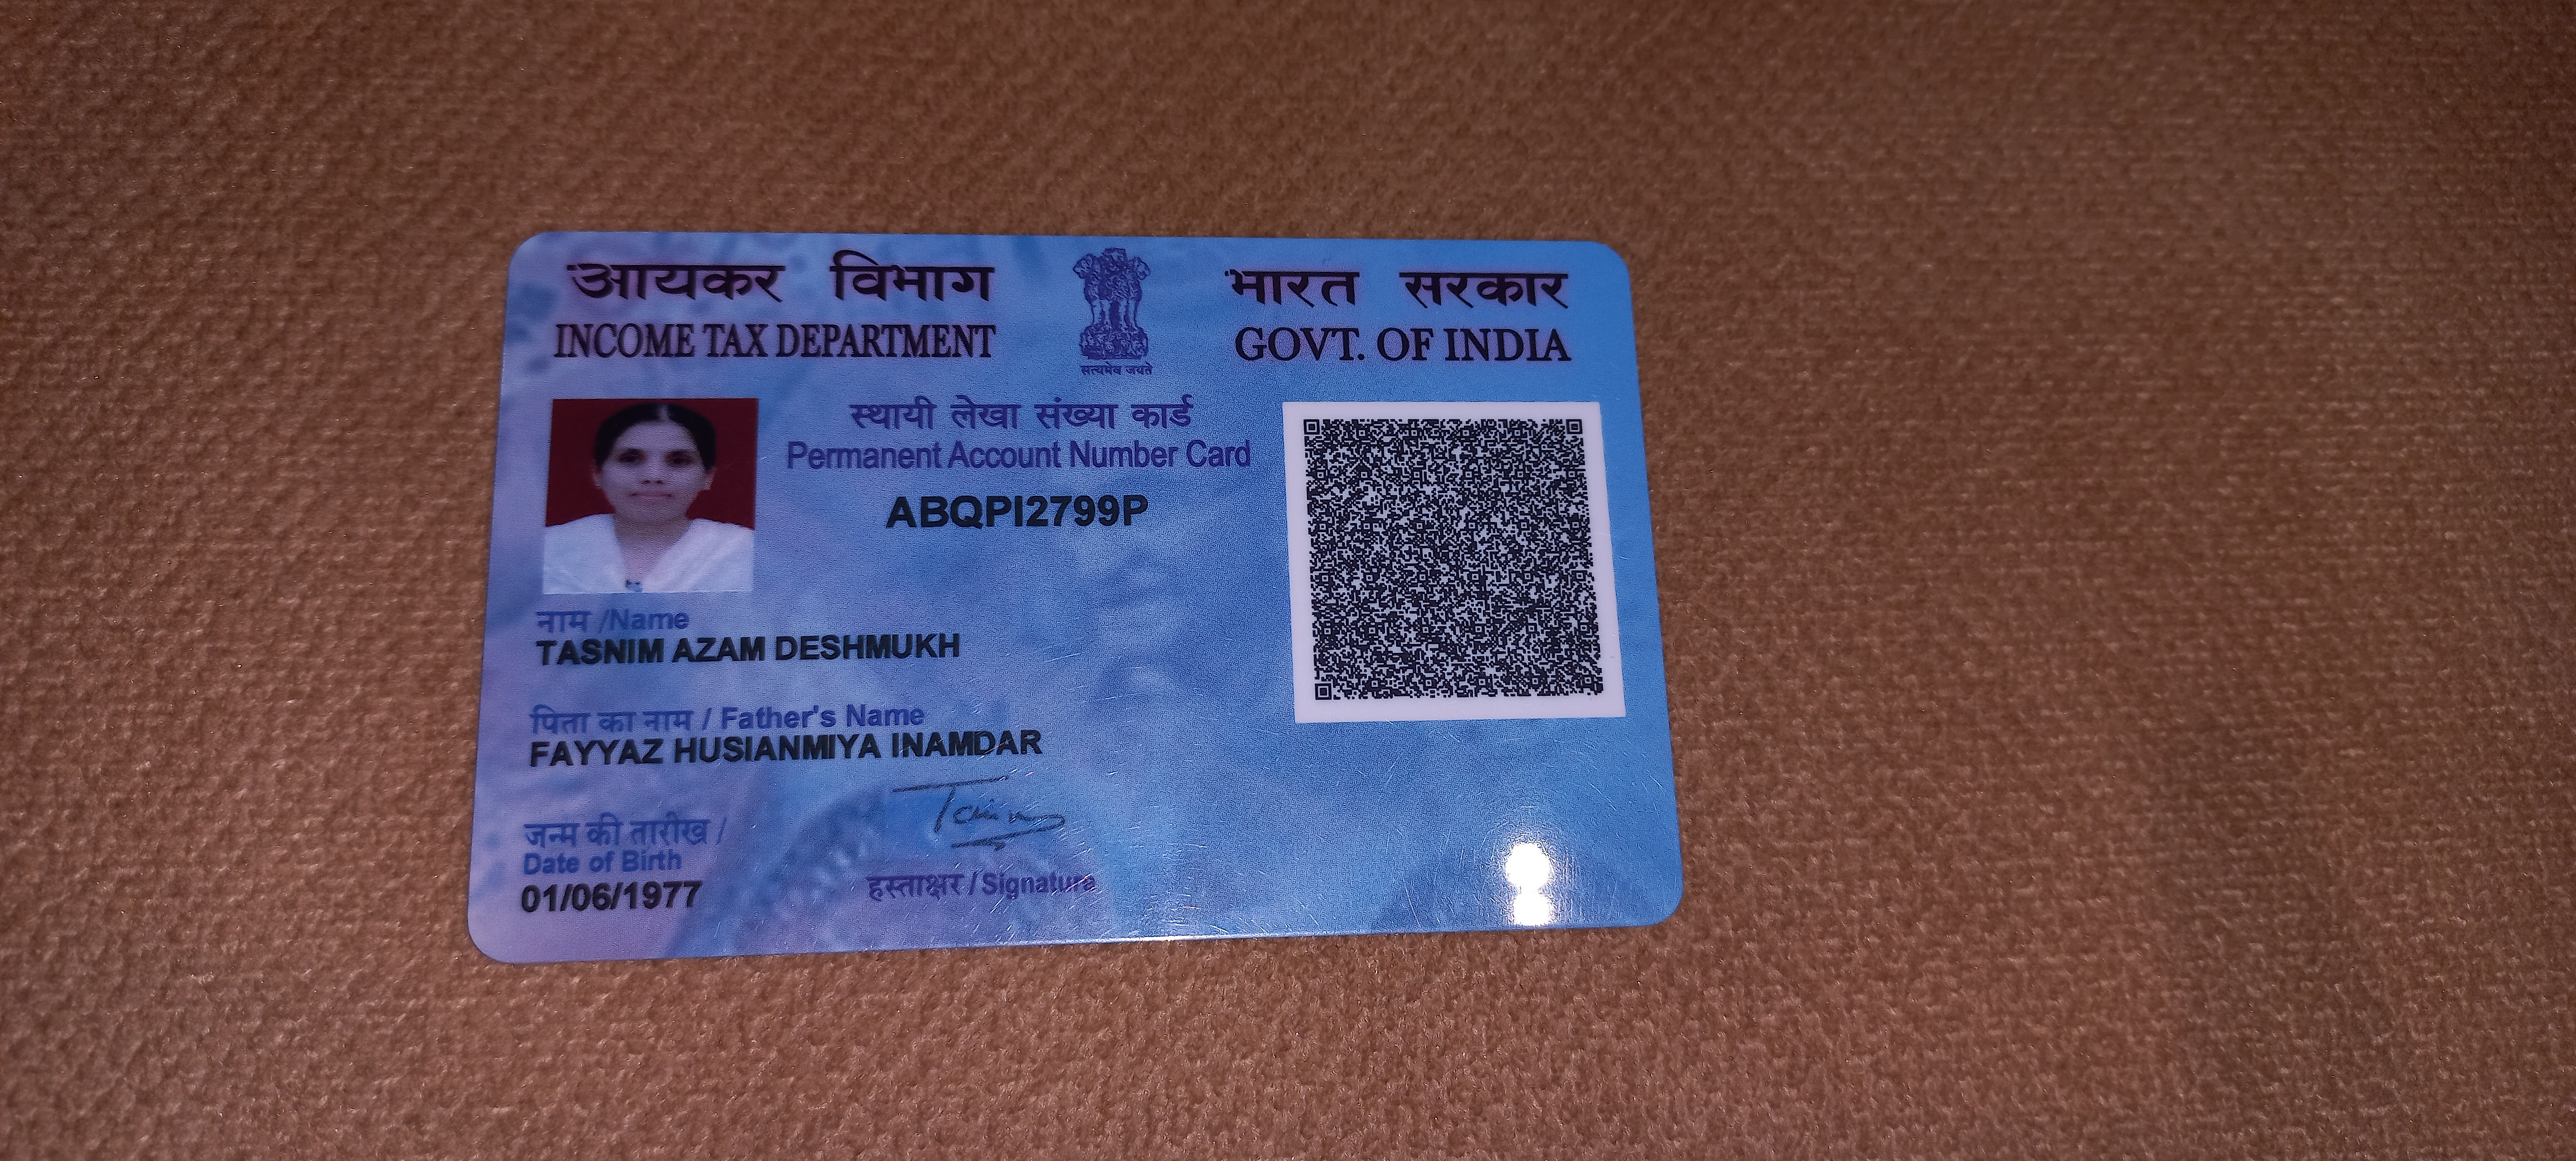 आयकर विभाग
INCOME TAX DEPARTMENT
सत्यमेव जयते
भारत सरकार
GOVT. OF INDIA
स्थायी लेखा संख्या कार्ड
Permanent Account Number Card
ABQPI2799P
नाम /Name
TASNIM AZAM DESHMUKH
पिता का नाम / Father's Name
FAYYAZ HUSIANMIYA INAMDAR
जन्म की तारीख /
Date of Birth
01/06/1977
हस्ताक्षर / Signature